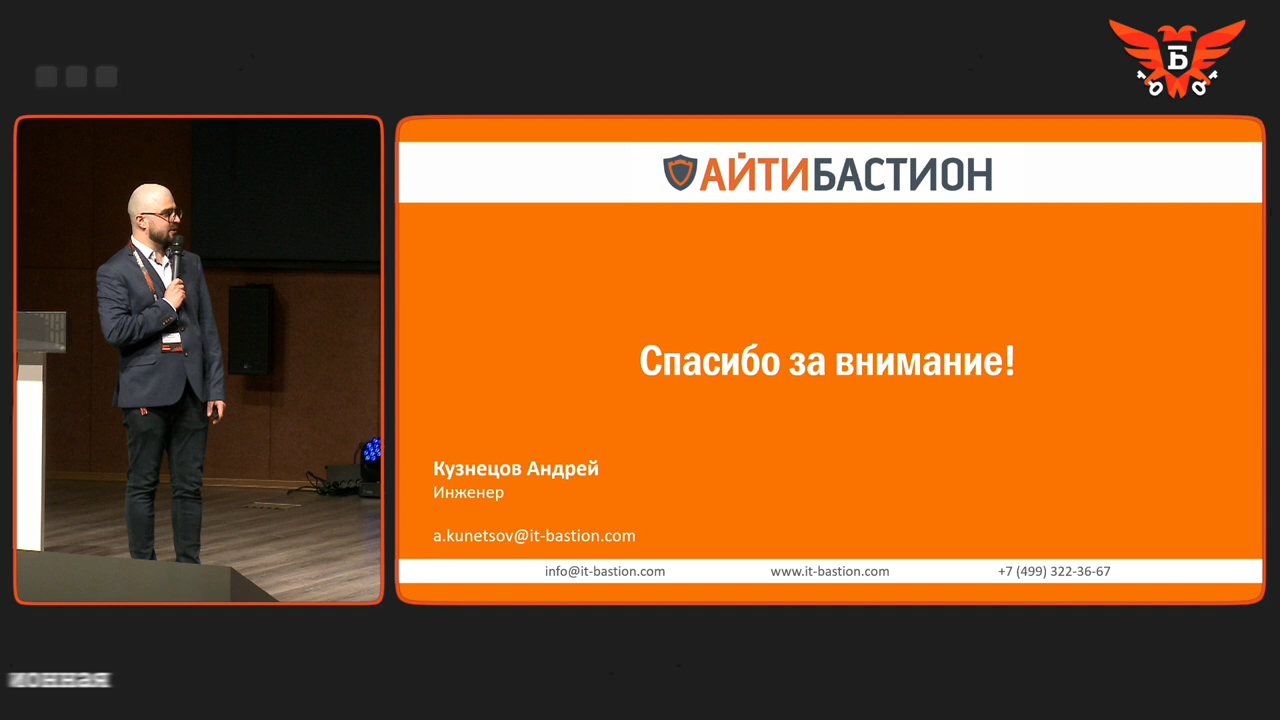 Б
АЙТИБАСТИОН
Спасибо за внимание!
Кузнецов Андрей
Инженер
a.kunetsov@it-bastion.com
info@it-bastion.com
www.it-bastion.com
+7 (499) 322-36-67
ионная